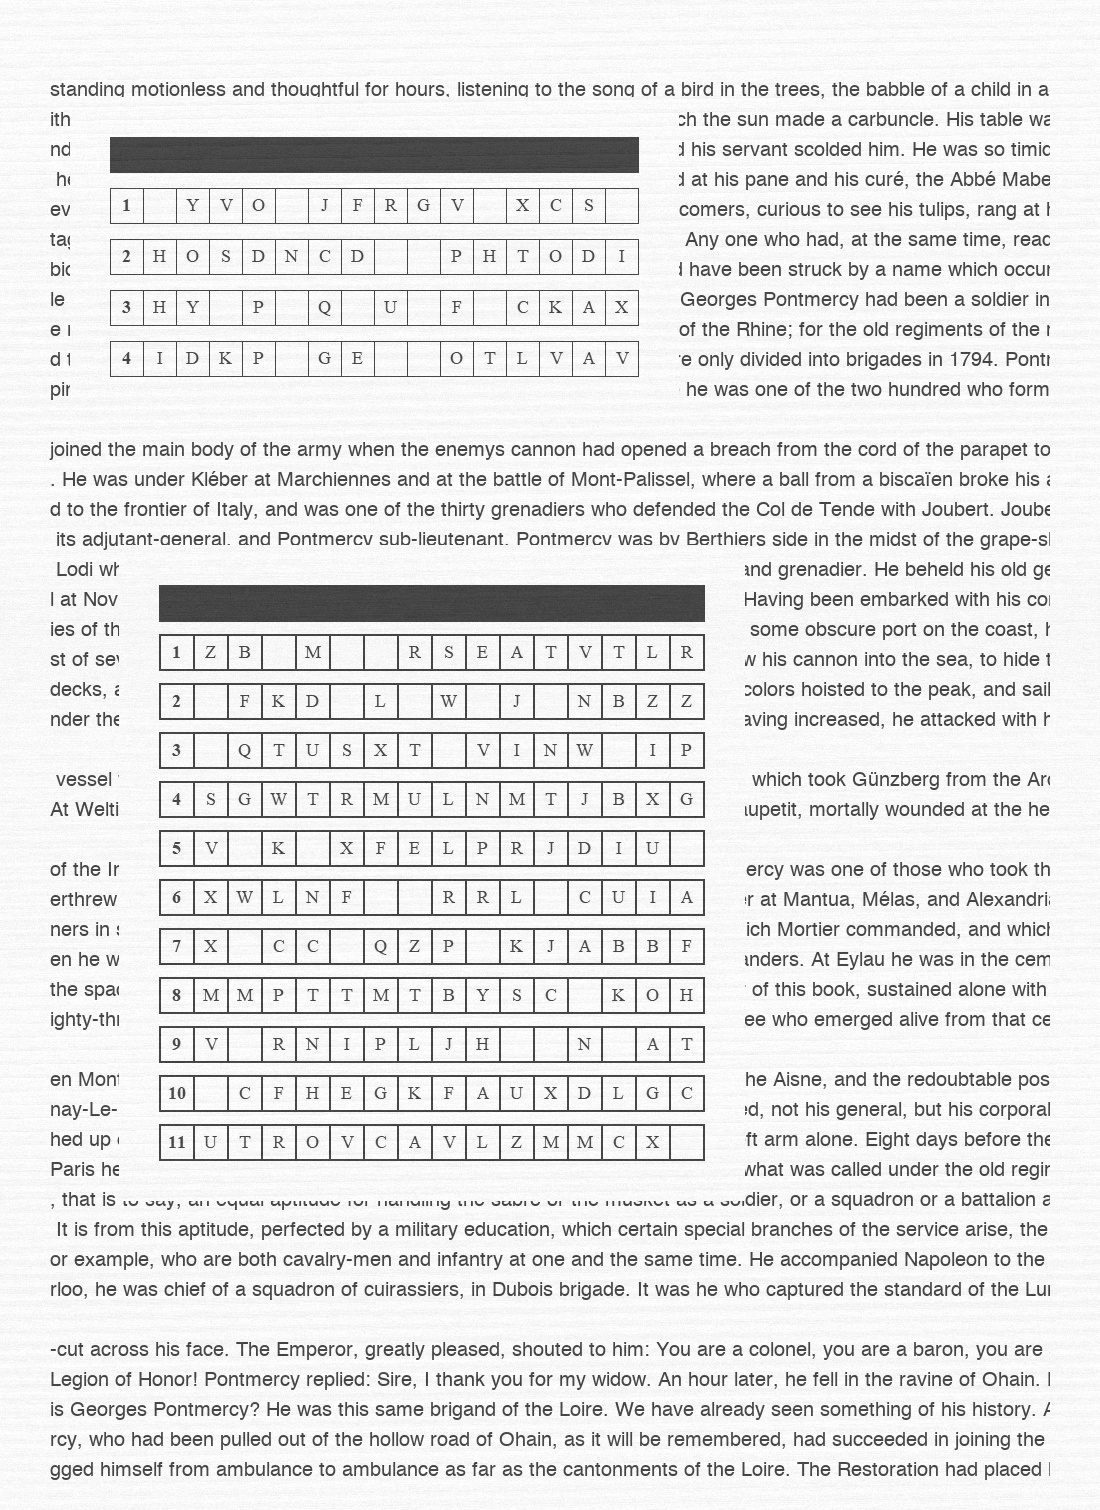 standing motionless and thoughtful for hours, listening to the song of a bird in the trees, the babble of a child in a
1 Y V O J F R G V X C S
2 H O S D N C D P H T O D I
3 H Y P Q U F C K A X
4 I D K P G E O T L V A V
ith ch the sun made a carbuncle. His table wa
nd d his servant scolded him. He was so timid
he d at his pane and his curé, the Abbé Mabe
ev comers, curious to see his tulips, rang at
tag Any one who had, at the same time, read
bio d have been struck by a name which occur
le Georges Pontmercy had been a soldier in
e of the Rhine; for the old regiments of the
d t re only divided into brigades in 1794. Pontr
pir he was one of the two hundred who form
joined the main body of the army when the enemys cannon had opened a breach from the cord of the parapet to
. He was under Kléber at Marchiennes and at the battle of Mont-Palissel, where a ball from a biscaïen broke his a
d to the frontier of Italy, and was one of the thirty grenadiers who defended the Col de Tende with Joubert. Joube
its adjutant-general, and Pontmercy sub-lieutenant. Pontmercy was by Berthiers side in the midst of the grape-sl
1 Z B M R S E A T V T L R
2 F K D L W J N B Z Z
3 Q T U S X T V I N W I P
4 S G W T R M U L N M T J B X G
5 V K X F E L P R J D I U
6 X W L N F R R L C U I A
7 X C C Q Z P K J A B B F
8 M M P T T M T B Y S C K O H
9 V R N I P L J H N A T
10 C F H E G K F A U X D L G C
11 U T R O V C A V L Z M M C X
Lodi wh and grenadier. He beheld his old ge
l at Nov Having been embarked with his cor
ies of th some obscure port on the coast,
st of sev w his cannon into the sea, to hide t
decks, a colors hoisted to the peak, and sail
nder the aving increased, he attacked with
vessel which took Günzberg from the Arc
At Welti aupetit, mortally wounded at the he
of the Ir ercy was one of those who took th
erthrew er at Mantua, Mélas, and Alexandria
ners in s ich Mortier commanded, and which
en he w anders. At Eylau he was in the cem
the spac of this book, sustained alone with
ighty-thr ee who emerged alive from that ce
en Mont he Aisne, and the redoubtable pos
nay-Le- ed, not his general, but his corporal
hed up ft arm alone. Eight days before the
Paris he what was called under the old regir
, that is to say, an equal aptitude for handling the sabre or the musket as a soldier, or a squadron or a battalion a
It is from this aptitude, perfected by a military education, which certain special branches of the service arise, the
or example, who are both cavalry-men and infantry at one and the same time. He accompanied Napoleon to the
rloo, he was chief of a squadron of cuirassiers, in Dubois brigade. It was he who captured the standard of the Lur
-cut across his face. The Emperor, greatly pleased, shouted to him: You are a colonel, you are a baron, you are
Legion of Honor! Pontmercy replied: Sire, I thank you for my widow. An hour later, he fell in the ravine of Ohain.
is Georges Pontmercy? He was this same brigand of the Loire. We have already seen something of his history.
rcy, who had been pulled out of the hollow road of Ohain, as it will be remembered, had succeeded in joining the
gged himself from ambulance to ambulance as far as the cantonments of the Loire. The Restoration had placed